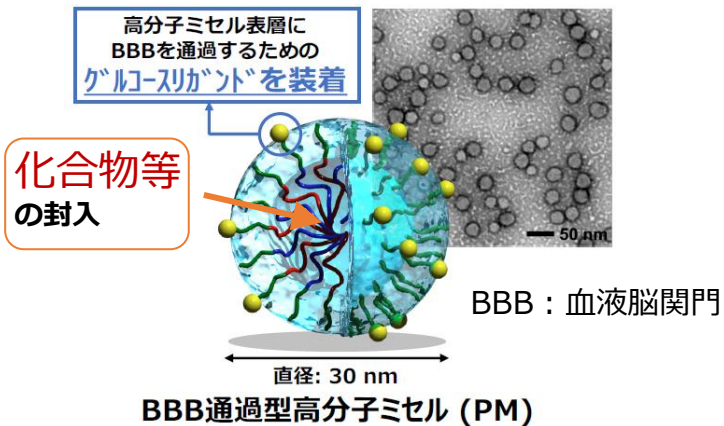 高分子ミセル表層に
BBBを通過するための
ｸﾞﾙｺｰｽﾘｶﾞﾝﾄﾞを装着
化合物等
の封入
50 nm
BBB：血液脳関門
直径: 30 nm
BBB通過型高分子ミセル (PM)